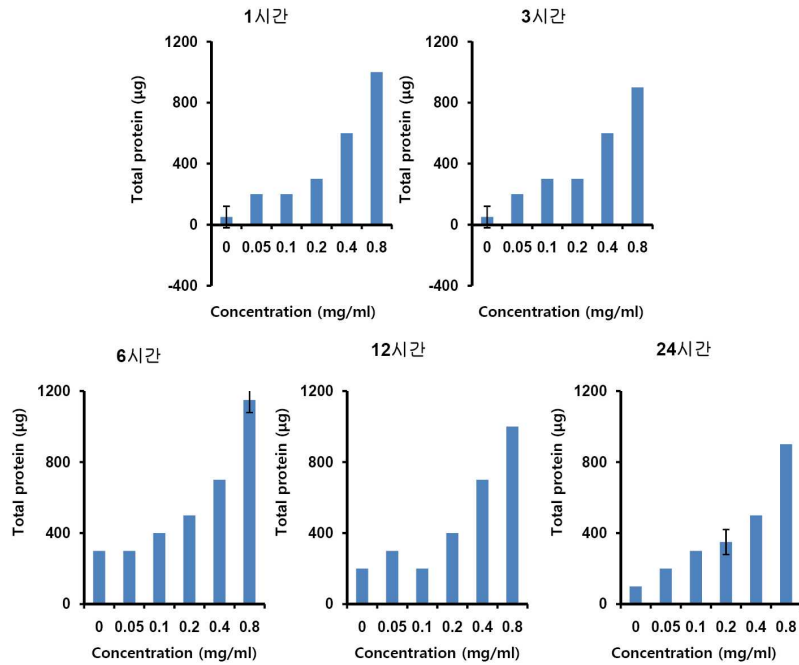 1시간
1200
800
400
0
-400
Total protein (µg)
0 0.05 0.1 0.2 0.4 0.8
Concentration (mg/ml)
3시간
1200
800
400
0
-400
Total protein (µg)
0 0.05 0.1 0.2 0.4 0.8
Concentration (mg/ml)
6시간
1200
800
400
0
Total protein (µg)
0 0.05 0.1 0.2 0.4 0.8
Concentration (mg/ml)
12시간
1200
800
400
0
Total protein (µg)
0 0.05 0.1 0.2 0.4 0.8
Concentration (mg/ml)
24시간
1200
800
400
0
Total protein (µg)
0 0.05 0.1 0.2 0.4 0.8
Concentration (mg/ml)